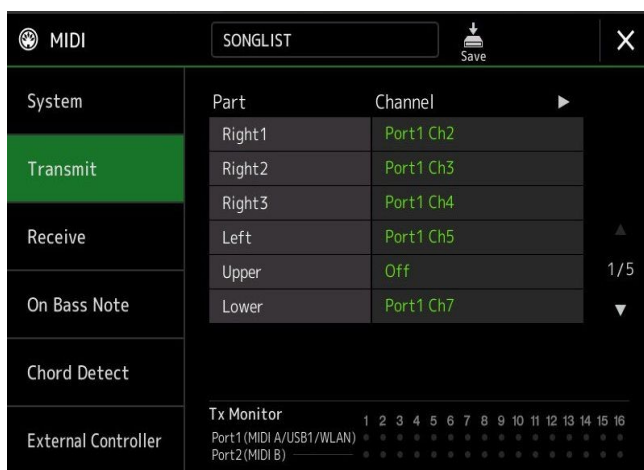 MIDI
SONGLIST
Save
System
Transmit
Receive
On Bass Note
Chord Detect
External Controller
Part Channel
Right1 Port1 Ch2
Right2 Port1 Ch3
Right3 Port1 Ch4
Left Port1 Ch5
Upper Off
Lower Port1 Ch7
1/5
Tx Monitor 1 2 3 4 5 6 7 8 9 10 11 12 13 14 15 16
Port1(MIDI A/USB1/WLAN)
Port2(MIDI B)